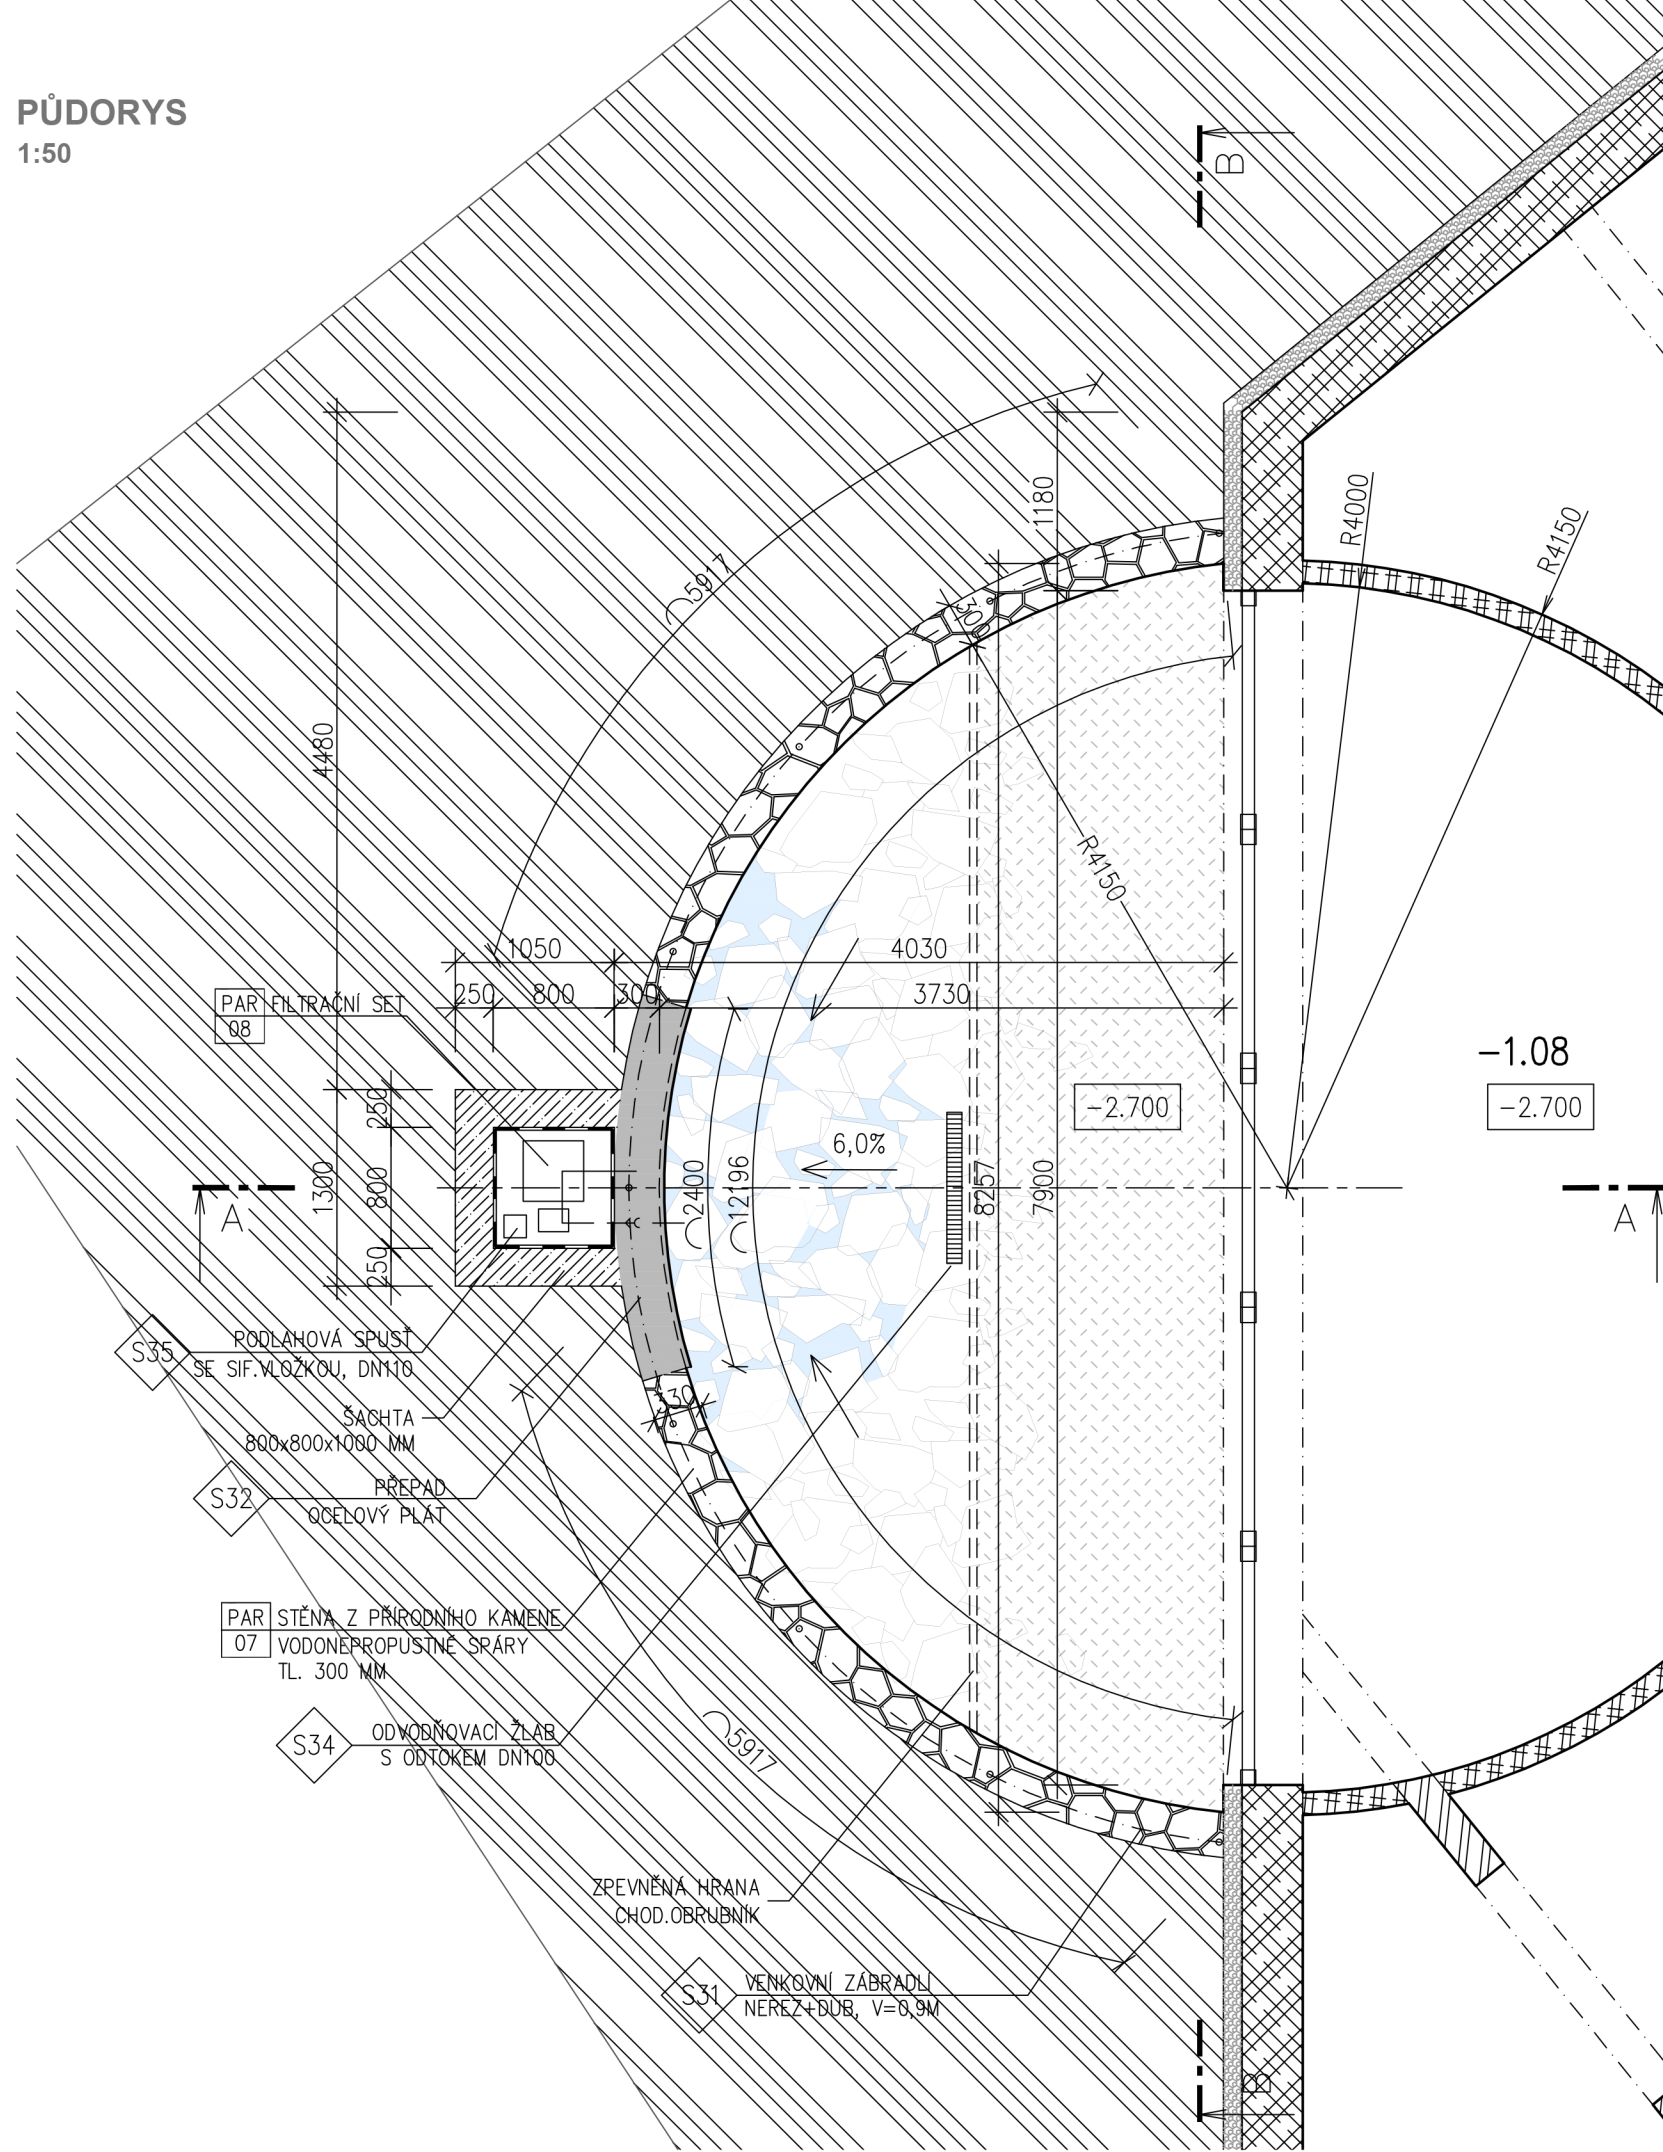 PŮDORYS
1:50
B
R4000
R4150
1180
5917
300
4480
R4150
1050
4030
250
800
300
3730
PAR
FILTRAČNÍ SET
08
-1.08
-2.700
-2.700
250
6,0%
1300
800
2400
12196
8257
7900
A
A
250
S35
PODLAHOVÁ SPUSŤ
SE SIF.VLOŽKOU, DN110
330
ŠACHTA
800x800x1000 MM
S32
PŘEPAD
OCELOVÝ PLÁT
PAR
STĚNA Z PŘÍRODNÍHO KAMENE
07
VODONEPROPUSTNÉ SPÁRY
TL. 300 MM
S34
ODVODŇOVACÍ ŽLAB
S ODTOKEM DN100
5917
ZPEVNĚNÁ HRANA
CHOD.OBRUBNÍK
S31
VENKOVNÍ ZÁBRADLÍ
NEREZ+DUB, V=0,9M
B